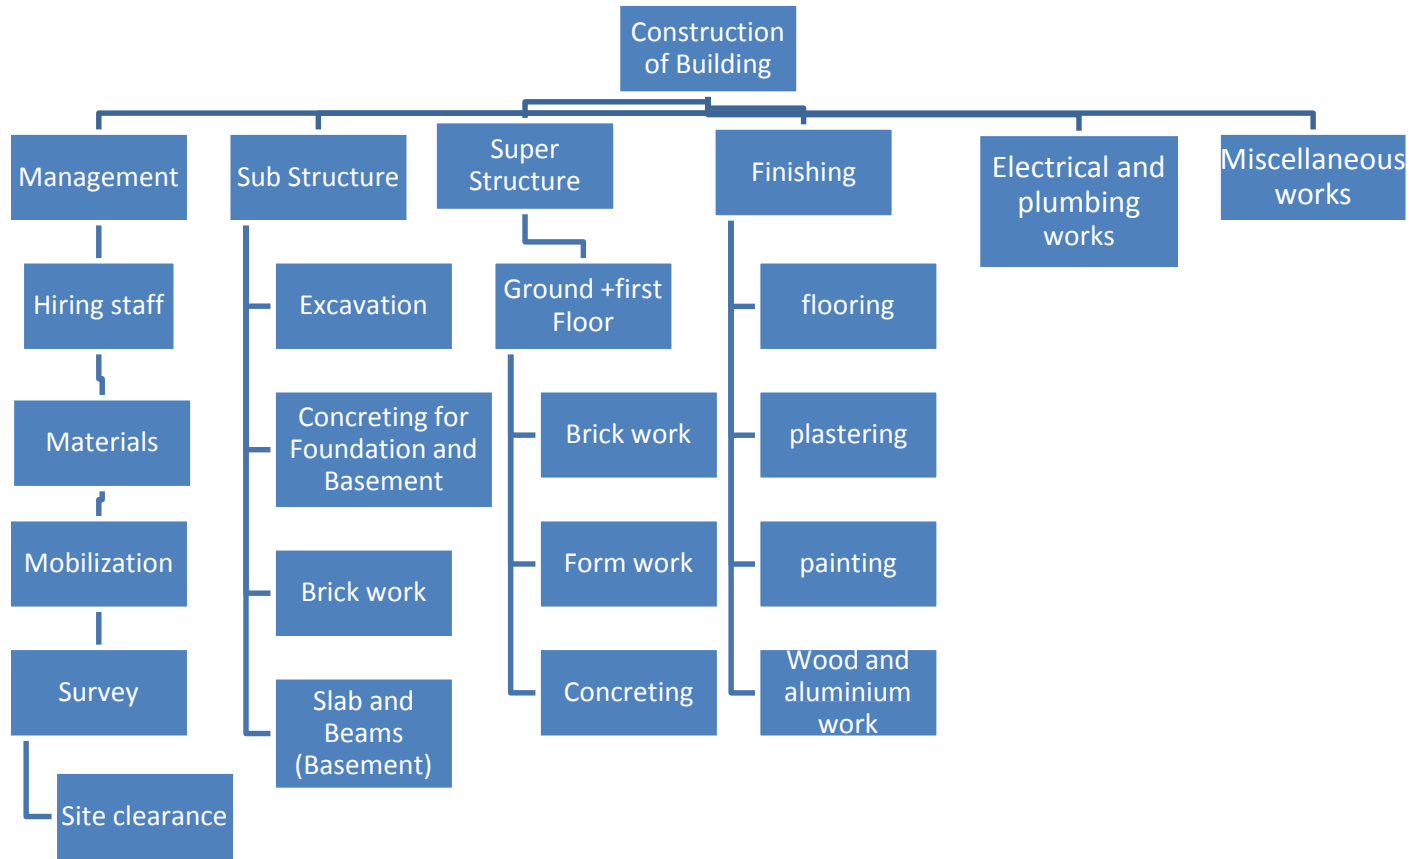 Construction
of Building
Management
Sub Structure
Super
Structure
Finishing
Electrical and
plumbing
works
Miscellaneous
works
Hiring staff
Materials
Mobilization
Survey
Site clearance
Excavation
Concreting for
Foundation and
Basement
Brick work
Slab and
Beams
(Basement)
Ground +first
Floor
Brick work
Form work
Concreting
flooring
plastering
painting
Wood and
aluminium
work